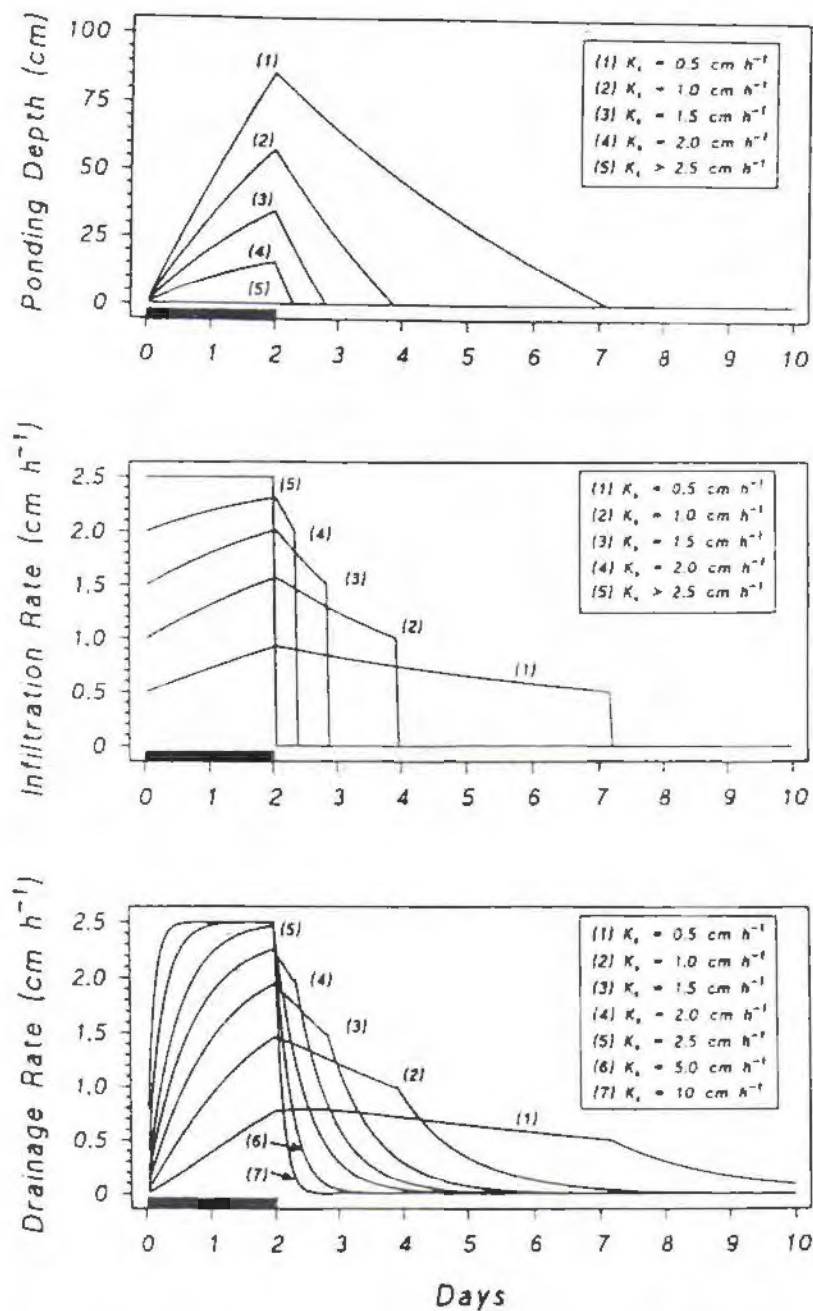 Ponding Depth (cm)
100
75
50
25
0
(1)
(2)
(3)
(4)
(5)
(1) Kₛ = 0.5 cm h⁻¹
(2) Kₛ = 1.0 cm h⁻¹
(3) Kₛ = 1.5 cm h⁻¹
(4) Kₛ = 2.0 cm h⁻¹
(5) Kₛ > 2.5 cm h⁻¹
0 1 2 3 4 5 6 7 8 9 10
Infiltration Rate (cm h⁻¹)
2.5
2.0
1.5
1.0
0.5
0
(5)
(4)
(3)
(2)
(1)
(1) Kₛ = 0.5 cm h⁻¹
(2) Kₛ = 1.0 cm h⁻¹
(3) Kₛ = 1.5 cm h⁻¹
(4) Kₛ = 2.0 cm h⁻¹
(5) Kₛ > 2.5 cm h⁻¹
0 1 2 3 4 5 6 7 8 9 10
Drainage Rate (cm h⁻¹)
2.5
2.0
1.5
1.0
0.5
0
(5)
(4)
(3)
(2)
(1)
(6)
(7)
(1) Kₛ = 0.5 cm h⁻¹
(2) Kₛ = 1.0 cm h⁻¹
(3) Kₛ = 1.5 cm h⁻¹
(4) Kₛ = 2.0 cm h⁻¹
(5) Kₛ = 2.5 cm h⁻¹
(6) Kₛ = 5.0 cm h⁻¹
(7) Kₛ = 10 cm h⁻¹
0 1 2 3 4 5 6 7 8 9 10
Days